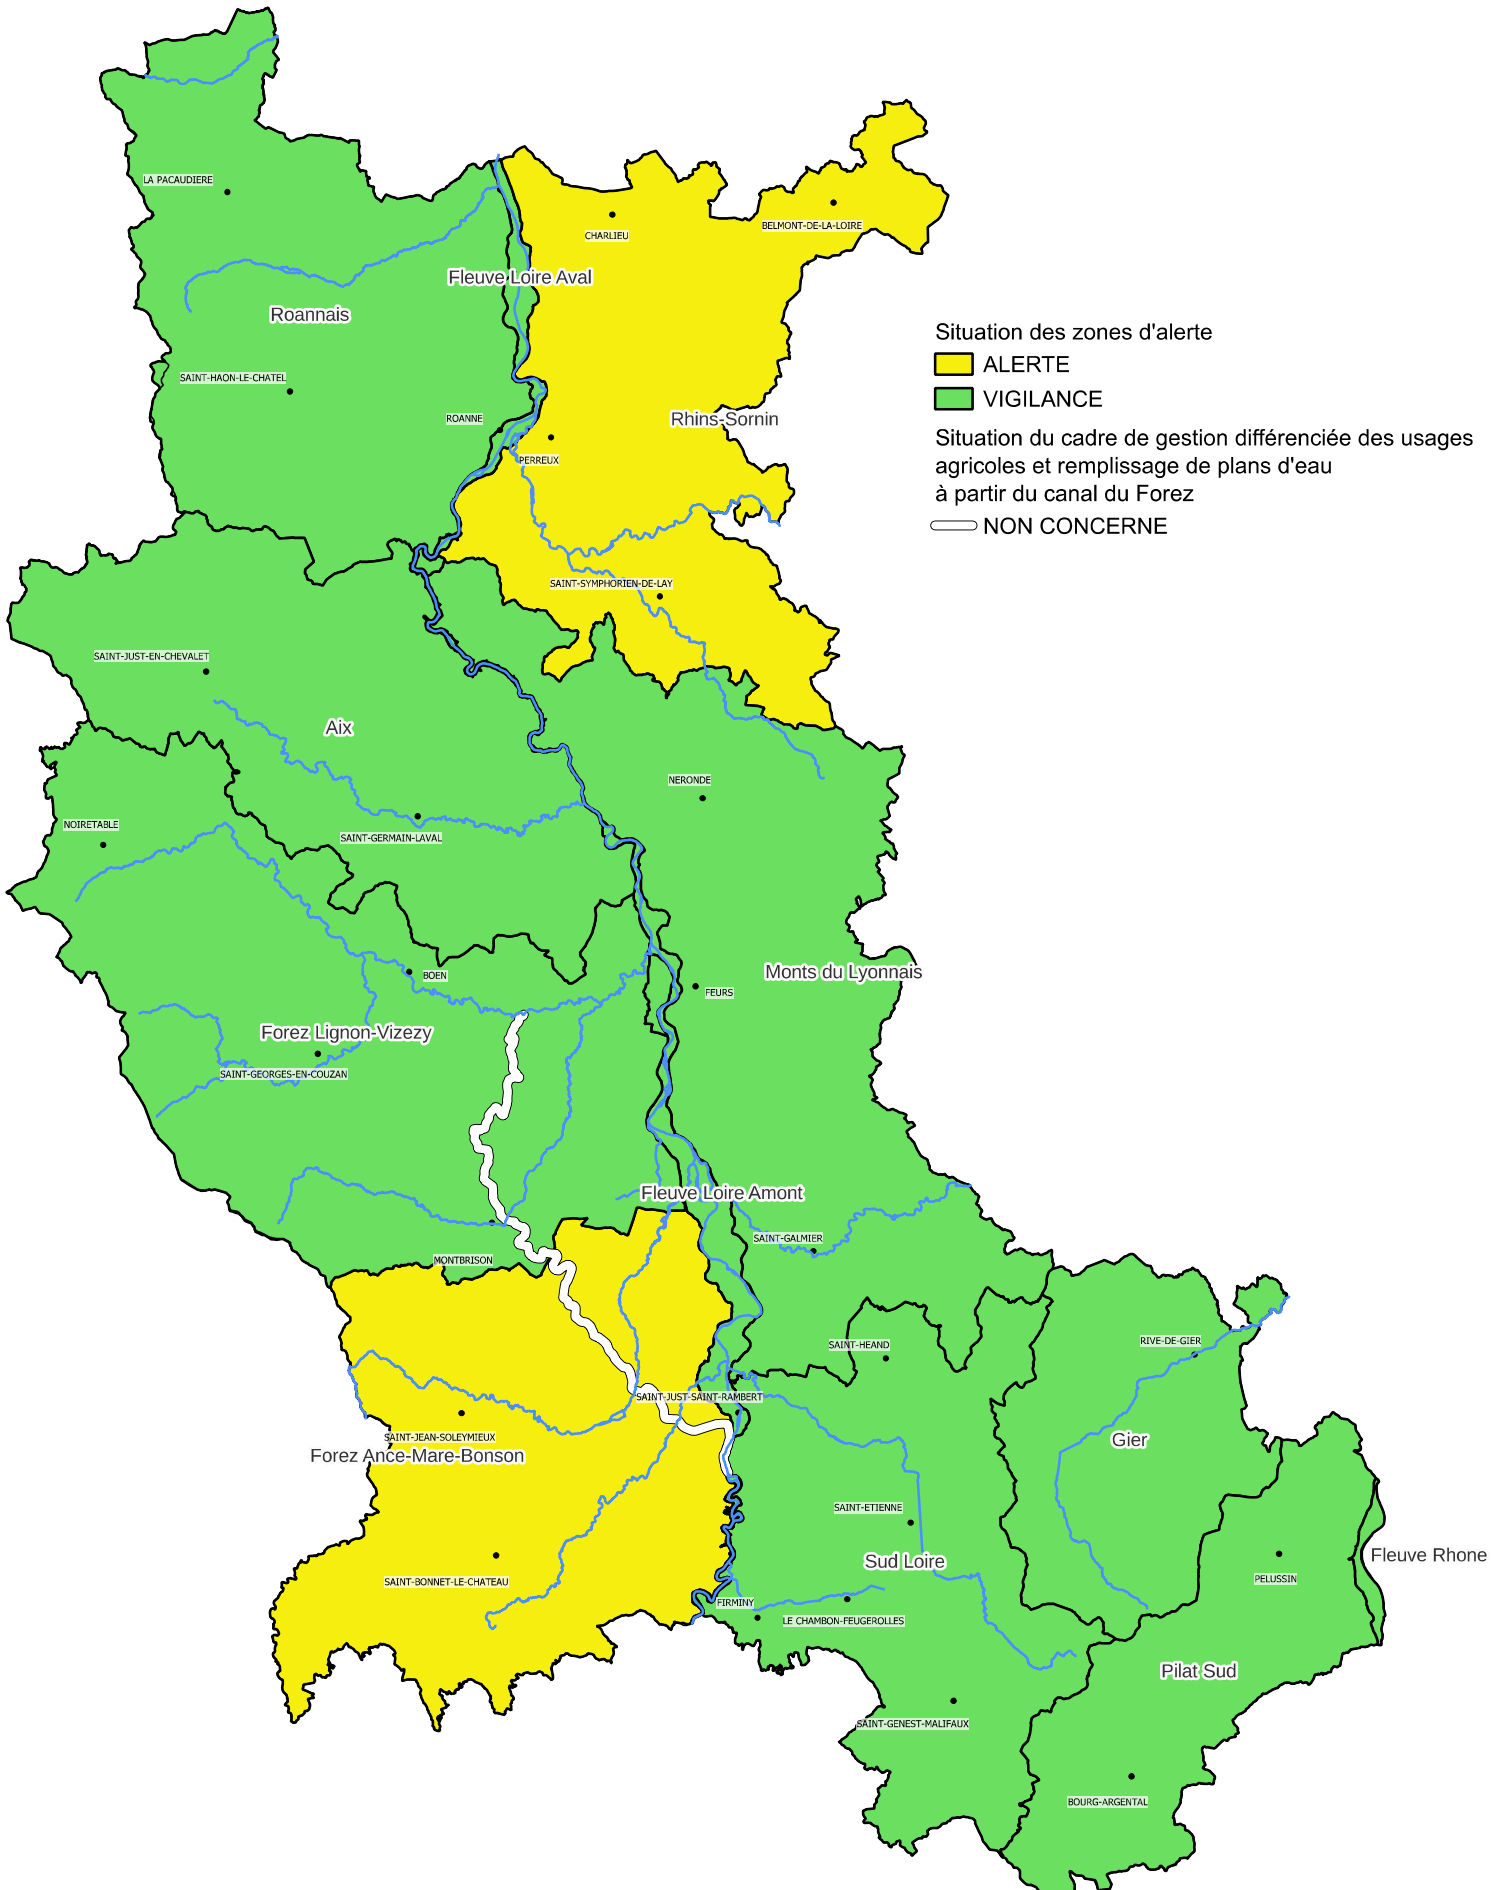 LA PACAUDIERE
CHARLIEU
BELMONT-DE-LA-LOIRE
Fleuve Loire Aval
Roannais
Situation des zones d'alerte
ALERTE
VIGILANCE
Situation du cadre de gestion différenciée des usages
agricoles et remplissage de plans d'eau
à partir du canal du Forez
NON CONCERNE
SAINT-HAON-LE-CHATEL
ROANNE
Rhins-Sornin
PERREUX
SAINT-SYMPHORIEN-DE-LAY
SAINT-JUST-EN-CHEVALET
Aix
NERONDE
NOIRETABLE
SAINT-GERMAIN-LAVAL
BOEN
Monts du Lyonnais
FEURS
Forez Lignon-Vizezy
SAINT-GEORGES-EN-COUZAN
Fleuve Loire Amont
SAINT-GALMIER
MONTBRISON
SAINT-HEAND
RIVE-DE-GIER
SAINT-JUST-SAINT-RAMBERT
SAINT-JEAN-SOLEYMIEUX
Forez Ance-Mare-Bonson
Gier
SAINT-ETIENNE
Sud Loire
Fleuve Rhone
PELUSSIN
SAINT-BONNET-LE-CHATEAU
FIRMINY
LE CHAMBON-FEUGEROLLES
Pilat Sud
SAINT-GENEST-MALIFAUX
BOURG-ARGENTAL